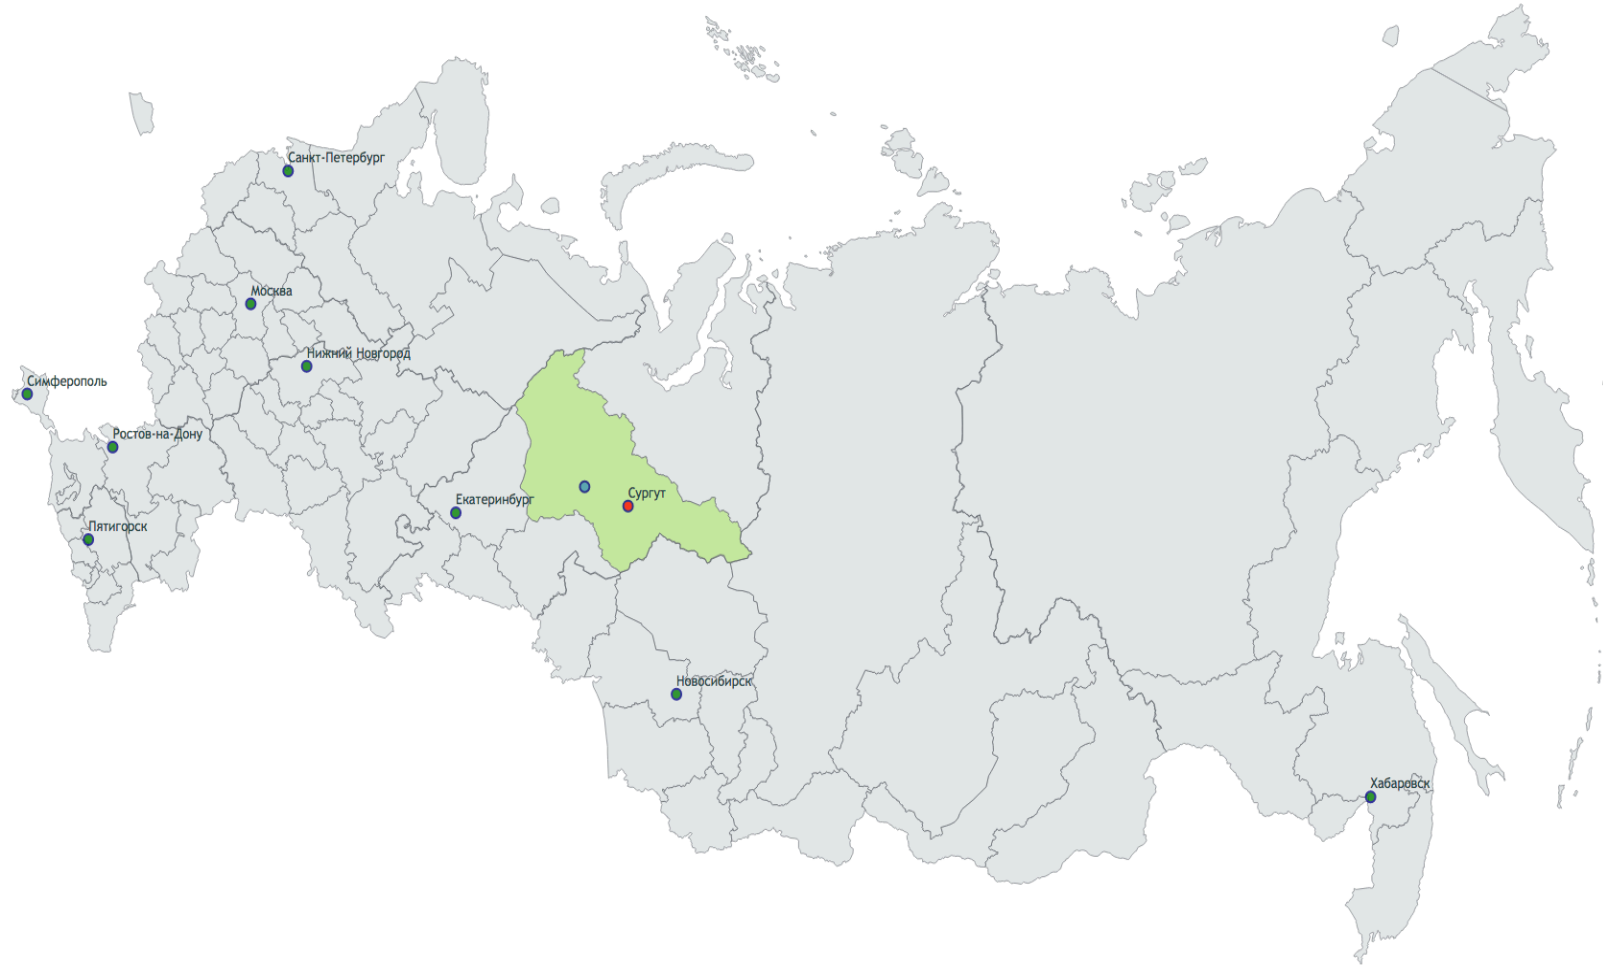 Санкт-Петербург
Москва
Нижний Новгород
Симферополь
Ростов-на-Дону
Сургут
Екатеринбург
Пятигорск
Новосибирск
Хабаровск